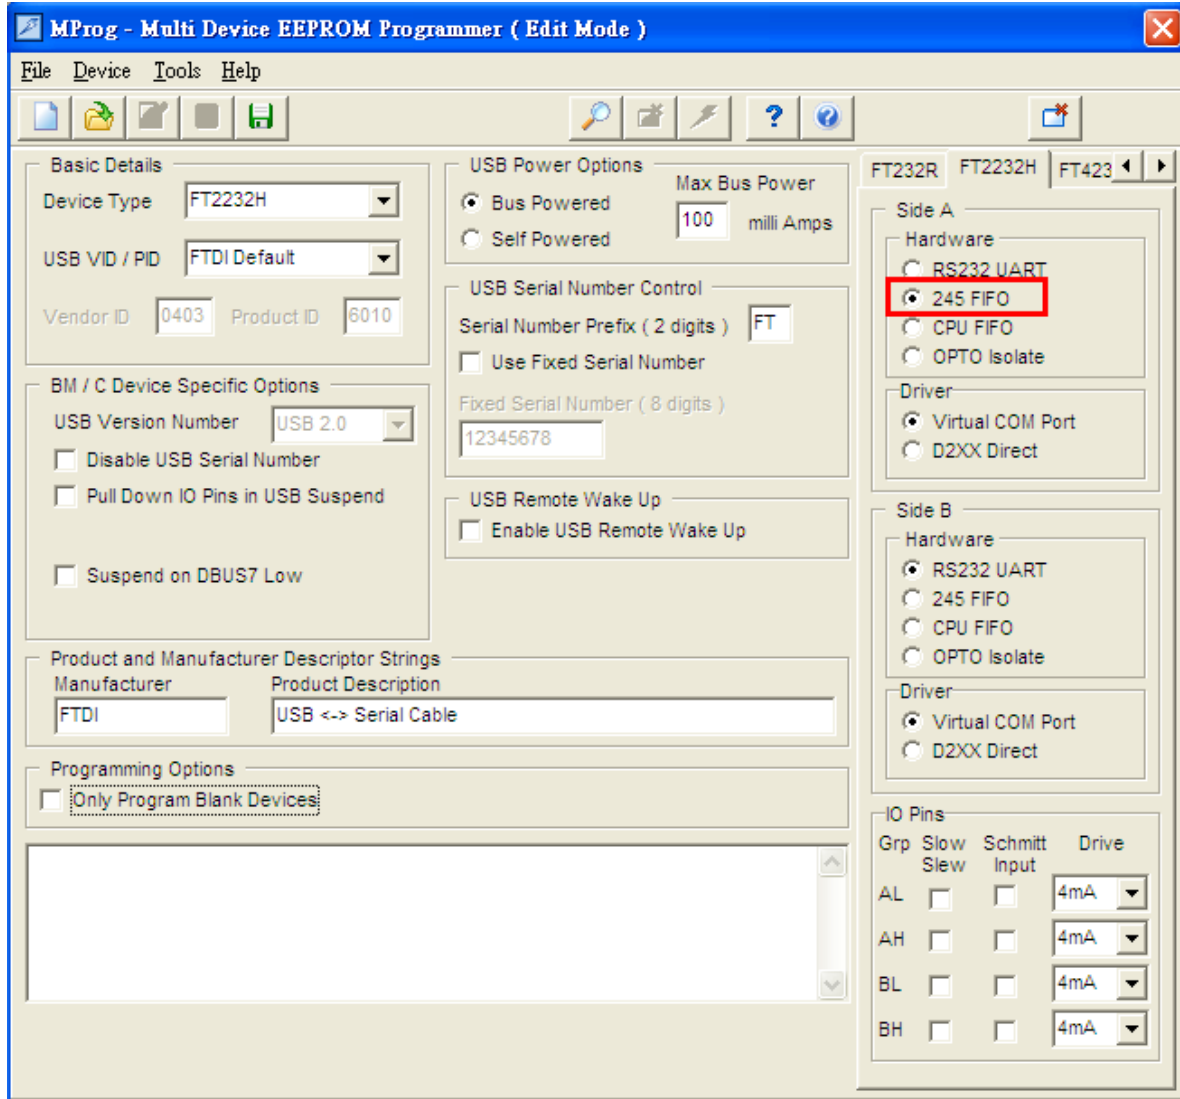 MProg - Multi Device EEPROM Programmer ( Edit Mode )
File Device Tools Help
Basic Details
Device Type FT2232H
USB VID / PID FTDI Default
Vendor ID 0403 Product ID 6010
BM / C Device Specific Options
USB Version Number USB 2.0
Disable USB Serial Number
Pull Down IO Pins in USB Suspend
Suspend on DBUS7 Low
USB Power Options
Bus Powered
Self Powered
Max Bus Power
100 milli Amps
USB Serial Number Control
Serial Number Prefix ( 2 digits ) FT
Use Fixed Serial Number
Fixed Serial Number ( 8 digits )
12345678
USB Remote Wake Up
Enable USB Remote Wake Up
Product and Manufacturer Descriptor Strings
Manufacturer Product Description
FTDI USB <-> Serial Cable
Programming Options
Only Program Blank Devices
FT232R FT2232H FT423
Side A
Hardware
RS232 UART
245 FIFO
CPU FIFO
OPTO Isolate
Driver
Virtual COM Port
D2XX Direct
Side B
Hardware
RS232 UART
245 FIFO
CPU FIFO
OPTO Isolate
Driver
Virtual COM Port
D2XX Direct
IO Pins
Grp Slow Slew Schmitt Input Drive
AL 4mA
AH 4mA
BL 4mA
BH 4mA